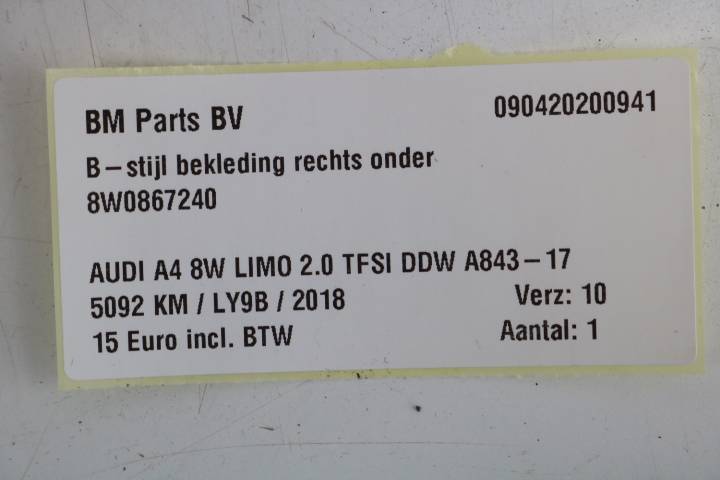 BM Parts BV 090420200941
B-stijl bekleding rechts onder
8W0867240
AUDI A4 8W LIMO 2.0 TFSI DDW A843-17
5092 KM / LY9B / 2018 Verz: 10
15 Euro incl. BTW Aantal: 1